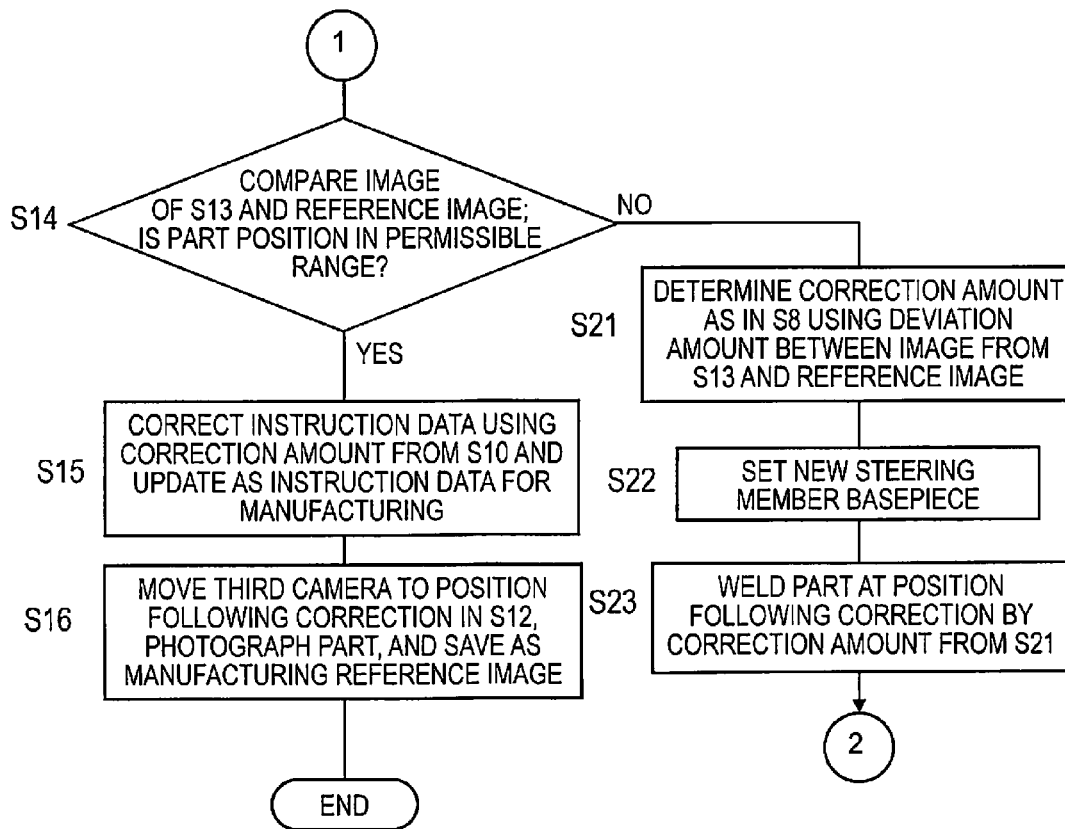 1
S14
COMPARE IMAGE
OF S13 AND REFERENCE IMAGE;
IS PART POSITION IN PERMISSIBLE
RANGE?
NO
YES
S15
CORRECT INSTRUCTION DATA USING
CORRECTION AMOUNT FROM S10 AND
UPDATE AS INSTRUCTION DATA FOR
MANUFACTURING
S16
MOVE THIRD CAMERA TO POSITION
FOLLOWING CORRECTION IN S12,
PHOTOGRAPH PART, AND SAVE AS
MANUFACTURING REFERENCE IMAGE
END
S21
DETERMINE CORRECTION AMOUNT
AS IN S8 USING DEVIATION
AMOUNT BETWEEN IMAGE FROM
S13 AND REFERENCE IMAGE
S22
SET NEW STEERING
MEMBER BASEPIECE
S23
WELD PART AT POSITION
FOLLOWING CORRECTION BY
CORRECTION AMOUNT FROM S21
2